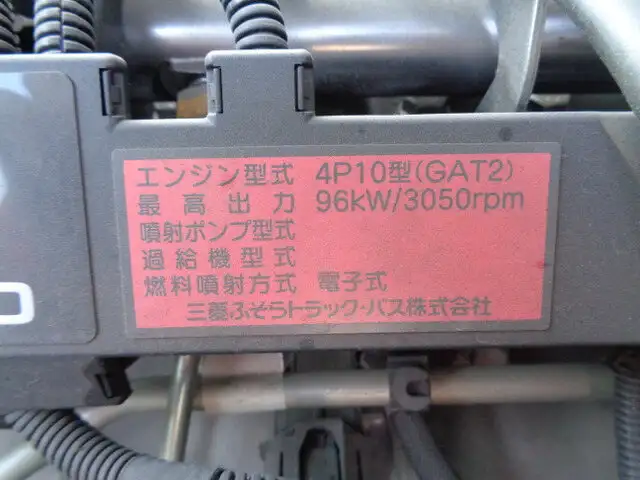 エンジン型式 4P10型(GAT2)
最高出力 96kW/3050rpm
噴射ポンプ型式
過給機型式
燃料噴射方式 電子式
三菱ふそうトラック・バス株式会社